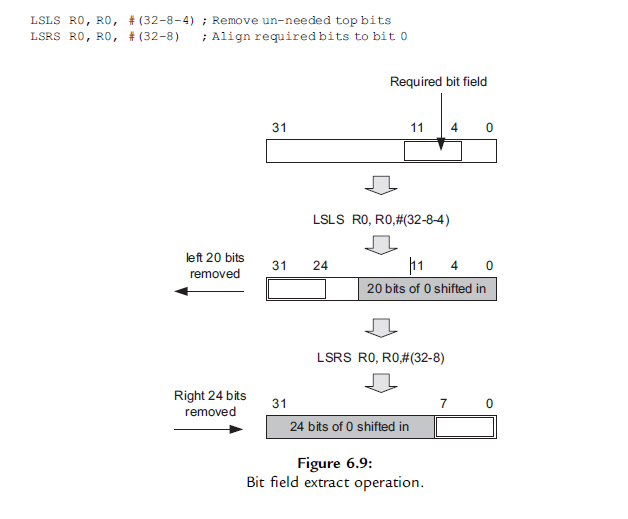 LSLS R0, R0, #(32-8-4) ; Remove un-needed top bits
LSRS R0, R0, #(32-8) ; Align required bits to bit 0
Required bit field
31 11 4 0
LSLS R0, R0,#(32-8-4)
left 20 bits
removed
31 24 11 4 0
20 bits of 0 shifted in
LSRS R0, R0,#(32-8)
Right 24 bits
removed
31 7 0
24 bits of 0 shifted in
Figure 6.9:
Bit field extract operation.